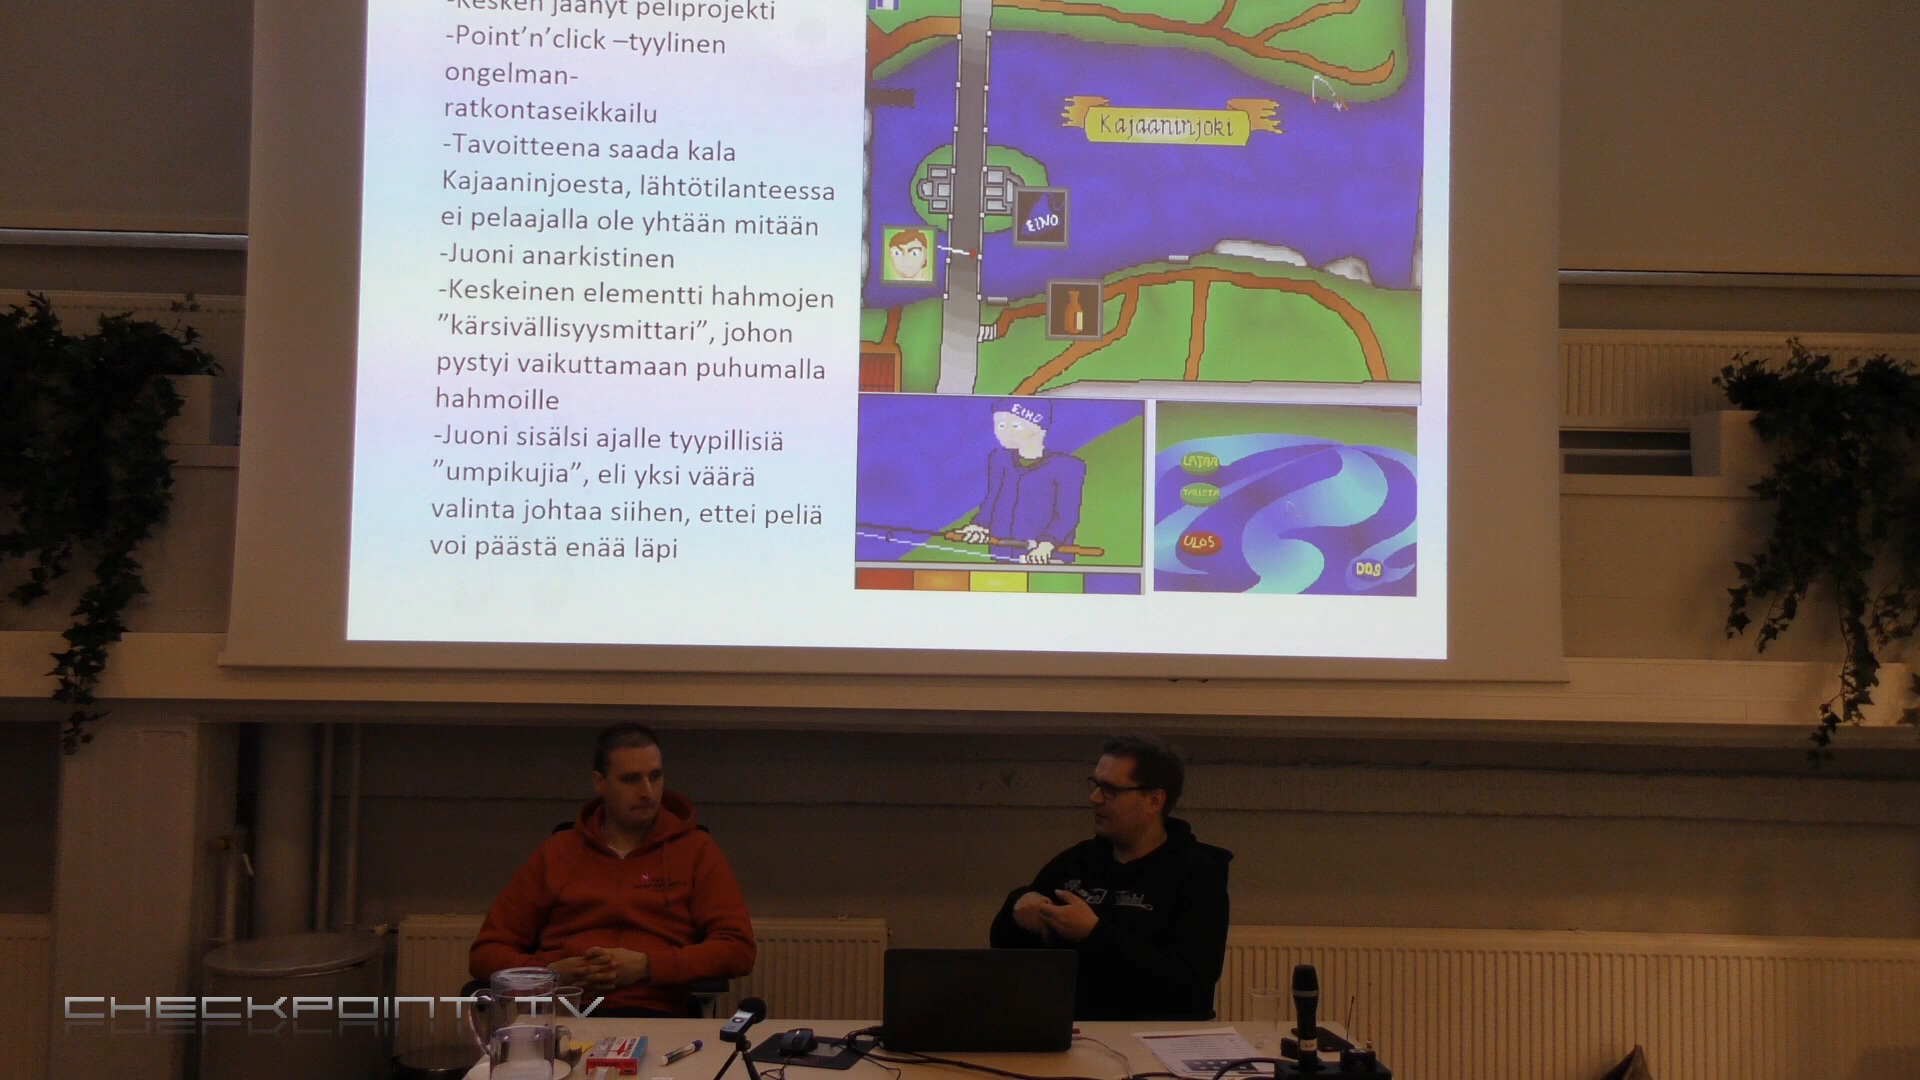 -Kesken jäänyt peliprojekti
-Point’n’click –tyylinen
ongelman-
ratkontaseikkailu
-Tavoitteena saada kala
Kajaaninjoesta, lähtötilanteessa
ei pelaajalla ole yhtään mitään
-Juoni anarkistinen
-Keskeinen elementti hahmojen
”kärsivällisyysmittari”, johon
pystyi vaikuttamaan puhumalla
hahmoille
-Juoni sisälsi ajalle tyypillisiä
”umpikujia”, eli yksi väärä
valinta johtaa siihen, ettei peliä
voi päästä enää läpi
Kajaaninjoki
EINO
EINO
LATAA
TALLETA
ULOS
DOS
CHECKPOINT TV